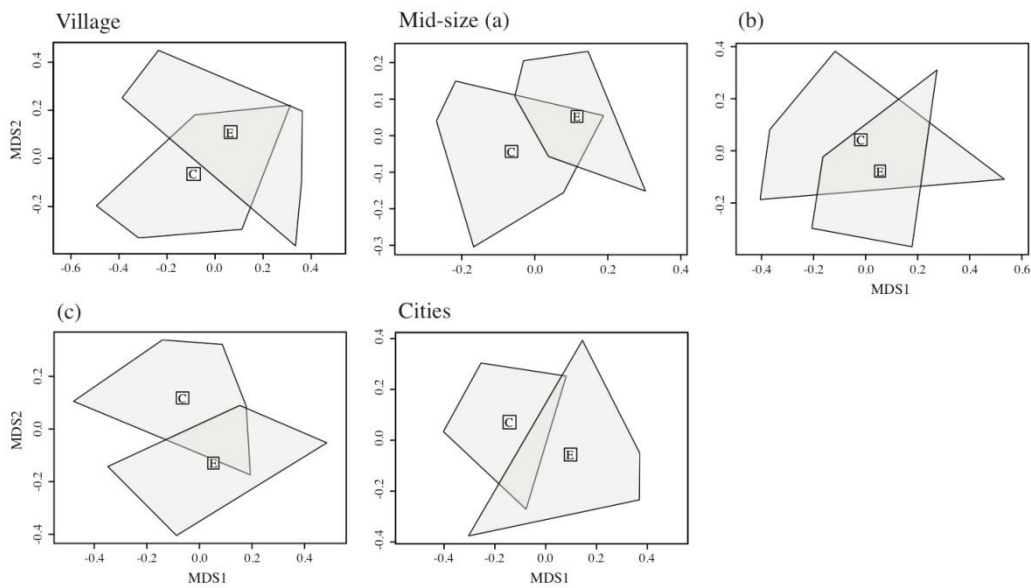 Village
Mid-size (a)
(b)
MDS2
0.4
0.2
0.0
-0.2
E
C
-0.6 -0.4 -0.2 0.0 0.2 0.4
0.2
0.1
0.0
-0.1
-0.3
E
C
-0.2 0.0 0.2 0.4
0.4
0.2
0.0
-0.2
C
E
-0.4 -0.2 0.0 0.2 0.4 0.6
MDS1
(c)
Cities
MDS2
0.2
0.0
-0.2
-0.4
C
E
-0.4 -0.2 0.0 0.2 0.4
MDS1
0.4
0.2
0.0
-0.2
-0.4
C
E
-0.4 -0.2 0.0 0.2 0.4
MDS1